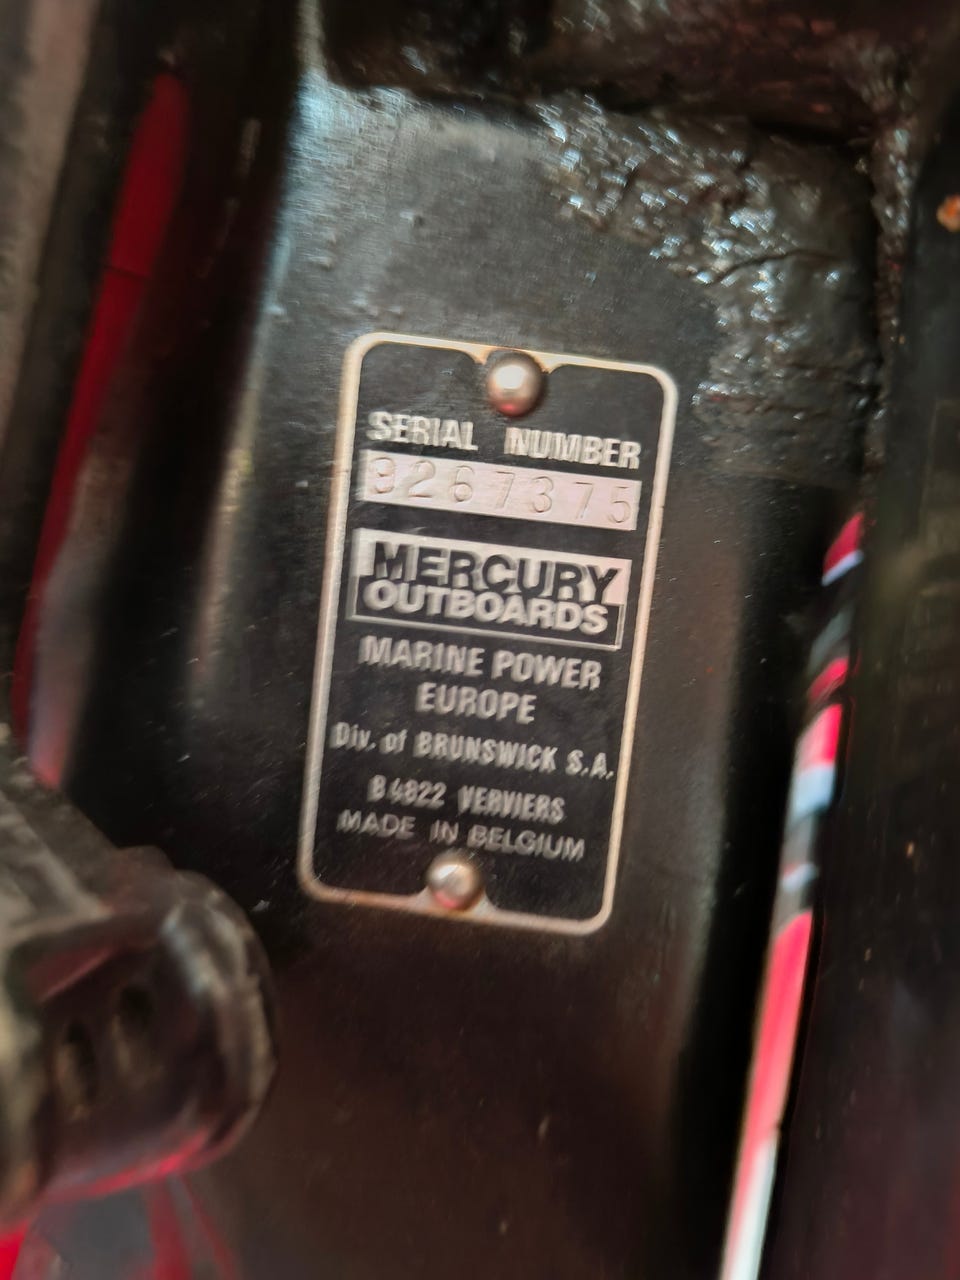 SERIAL NUMBER
9267375
MERCURY
OUTBOARDS
MARINE POWER
EUROPE
Div. of BRUNSWICK S.A.
B 4822 VERVIERS
MADE IN BELGIUM